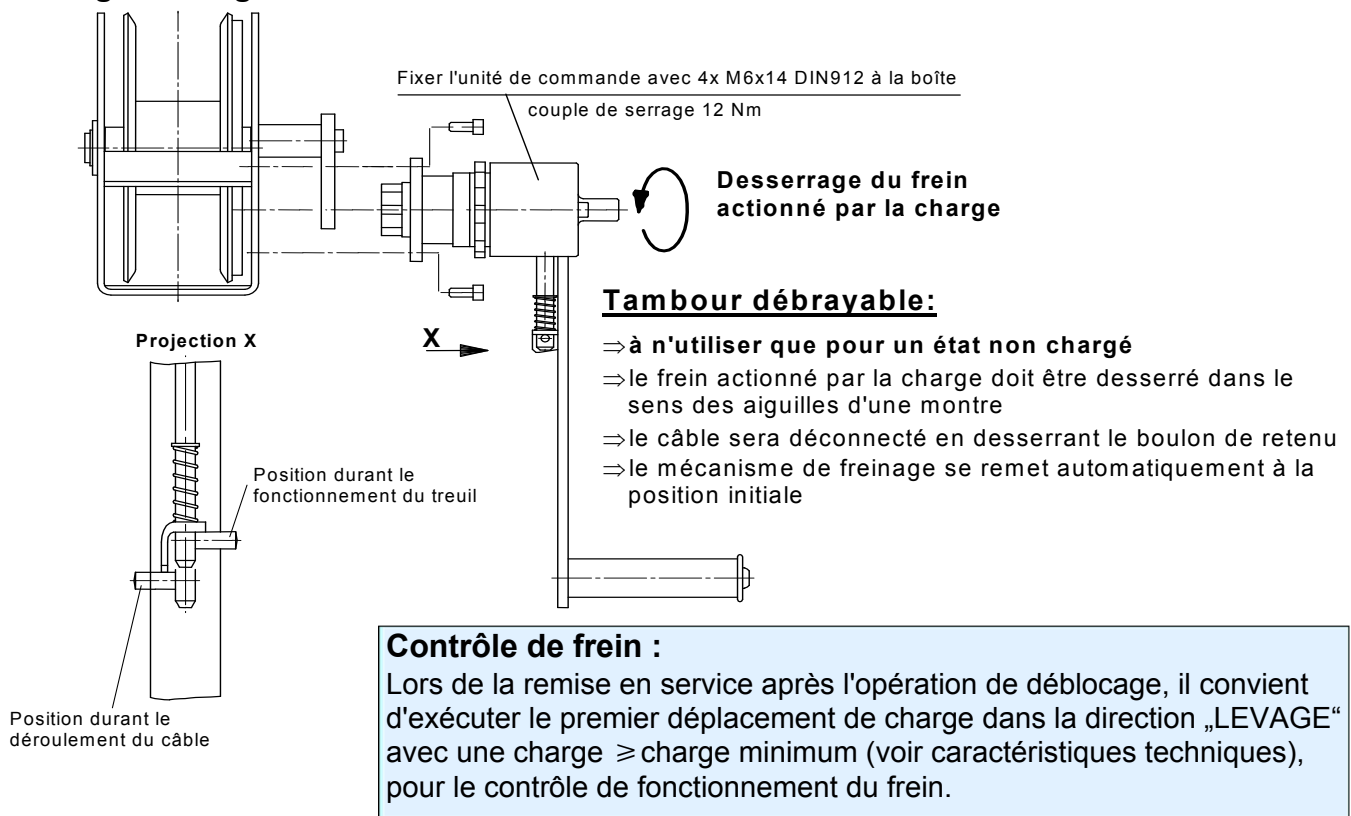 Fixer l'unité de commande avec 4x M6x14 DIN912 à la boîte
couple de serrage 12 Nm
Desserrage du frein
actionné par la charge
Tambour débrayable:
⇒à n'utiliser que pour un état non chargé
⇒le frein actionné par la charge doit être desserré dans le
sens des aiguilles d'une montre
⇒le câble sera déconnecté en desserrant le boulon de retenu
⇒le mécanisme de freinage se remet automatiquement à la
position initiale
X
Projection X
Position durant le
fonctionnement du treuil
Position durant le
déroulement du câble
Contrôle de frein :
Lors de la remise en service après l'opération de déblocage, il convient
d'exécuter le premier déplacement de charge dans la direction „LEVAGE“
avec une charge ≥ charge minimum (voir caractéristiques techniques),
pour le contrôle de fonctionnement du frein.